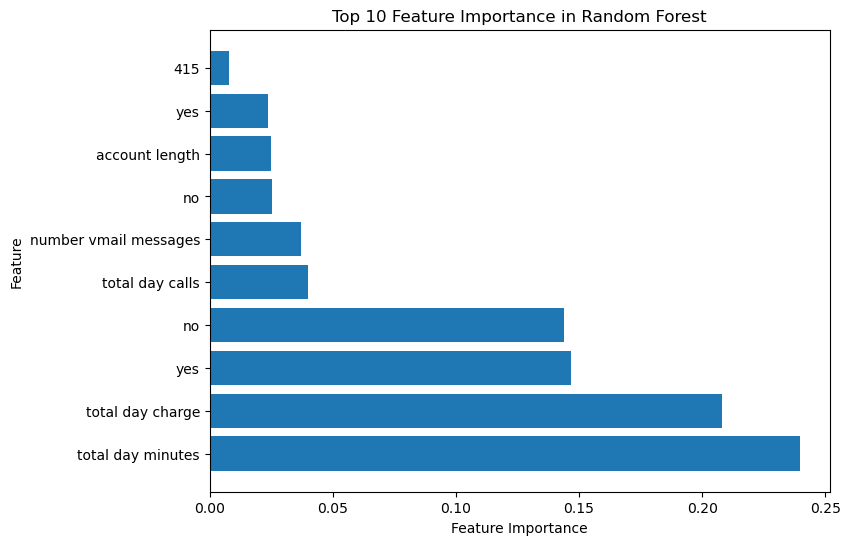 Top 10 Feature Importance in Random Forest
415
yes
account length
no
number vmail messages
total day calls
no
yes
total day charge
total day minutes
Feature
0.00 0.05 0.10 0.15 0.20 0.25
Feature Importance